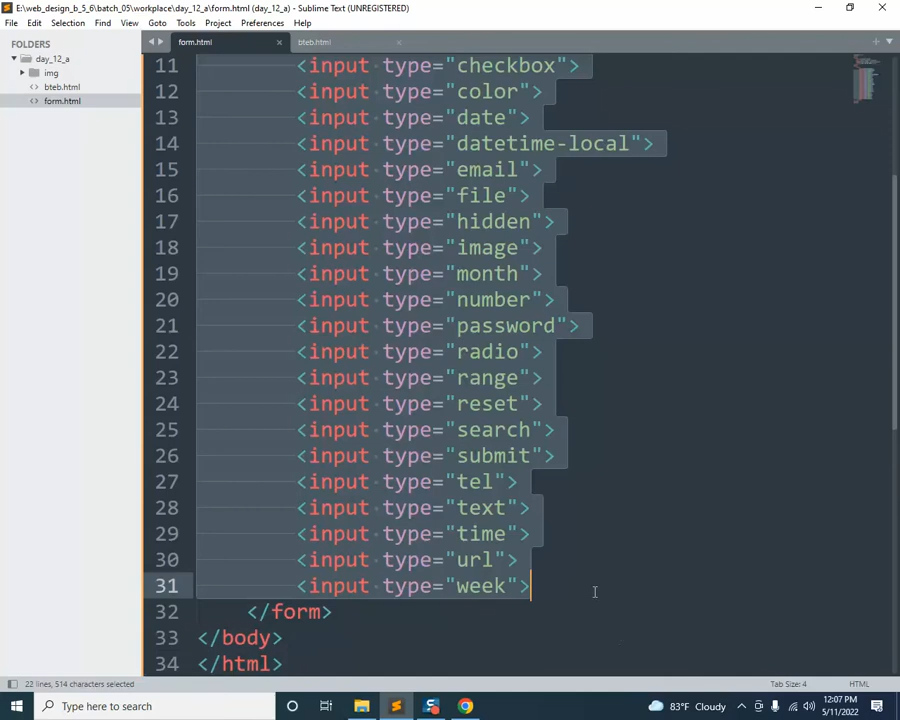 E:\web_design_b_5_6\batch_05\workplace\day_12_a\form.html (day_12_a) - Sublime Text (UNREGISTERED)
File Edit Selection Find View Goto Tools Project Preferences Help
FOLDERS
day_12_a
img
bteb.html
form.html
form.html × bteb.html ×
11 <input type="checkbox">
12 <input type="color">
13 <input type="date">
14 <input type="datetime-local">
15 <input type="email">
16 <input type="file">
17 <input type="hidden">
18 <input type="image">
19 <input type="month">
20 <input type="number">
21 <input type="password">
22 <input type="radio">
23 <input type="range">
24 <input type="reset">
25 <input type="search">
26 <input type="submit">
27 <input type="tel">
28 <input type="text">
29 <input type="time">
30 <input type="url">
31 <input type="week">
32 </form>
33 </body>
34 </html>
22 lines, 514 characters selected Tab Size: 4 HTML
Type here to search 83°F Cloudy 12:07 PM
5/11/2022